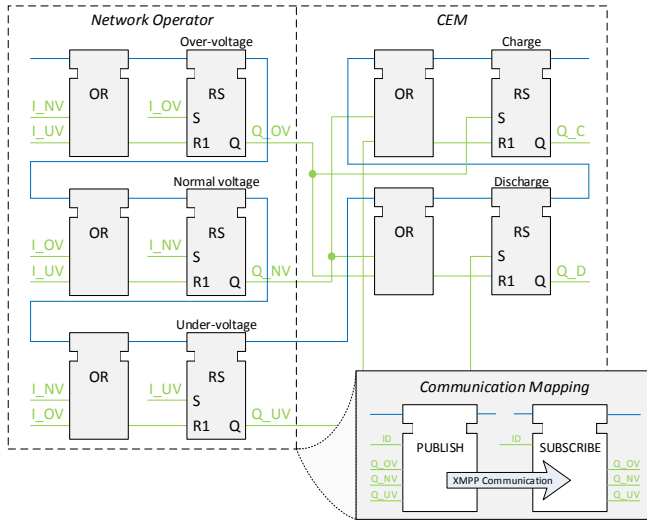 Network Operator
CEM
Over-voltage
Charge
OR
RS
I_NV
I_OV
S
I_UV
R1
Q
Q_OV
OR
RS
S
R1
Q
Q_C
Normal voltage
Discharge
OR
RS
I_OV
I_NV
S
I_UV
R1
Q
Q_NV
OR
RS
S
R1
Q
Q_D
Under-voltage
OR
RS
I_NV
I_UV
S
I_OV
R1
Q
Q_UV
Communication Mapping
ID
PUBLISH
ID
SUBSCRIBE
Q_OV
Q_NV
Q_UV
XMPP Communication
Q_OV
Q_NV
Q_UV